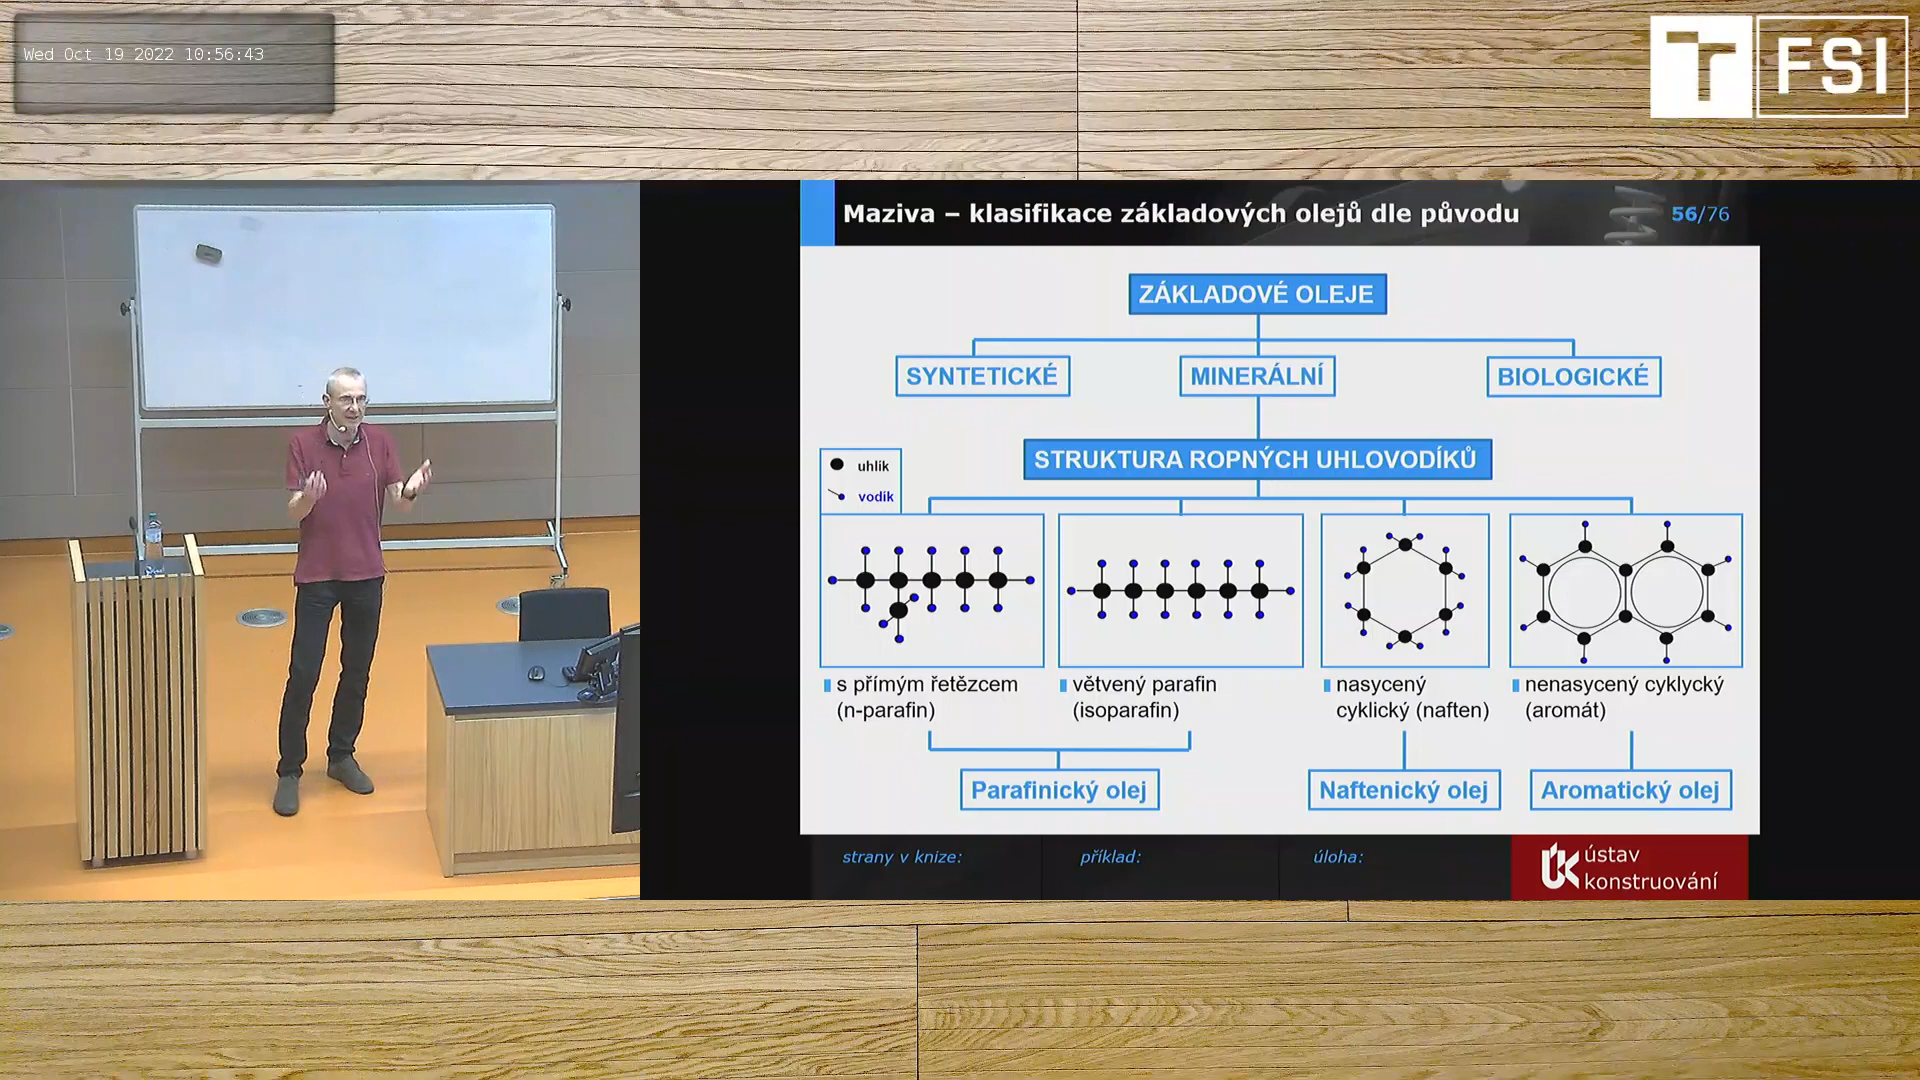 Wed Oct 19 2022 10:56:43
T FSI
Maziva – klasifikace základových olejů dle původu
56/76
ZÁKLADOVÉ OLEJE
SYNTETICKÉ
MINERÁLNÍ
BIOLOGICKÉ
STRUKTURA ROPNÝCH UHLOVODÍKŮ
uhlík
vodík
s přímým řetězcem
(n-parafin)
větvený parafin
(isoparafin)
nasycený
cyklický (naften)
nenasycený cyklycký
(aromát)
Parafinický olej
Naftenický olej
Aromatický olej
strany v knize:
příklad:
úloha:
ÚK ústav
konstruování